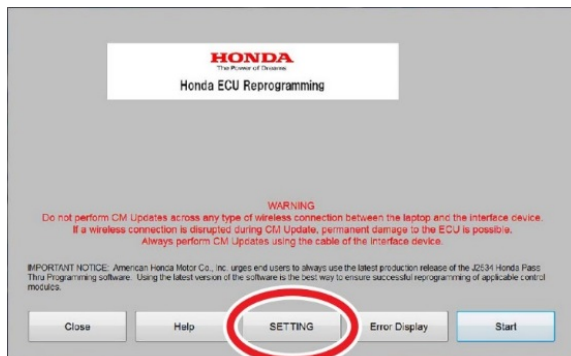 HONDA
The Power of Dreams
Honda ECU Reprogramming
WARNING
Do not perform CM Updates across any type of wireless connection between the laptop and the interface device.
If a wireless connection is disrupted during CM Update, permanent damage to the ECU is possible.
Always perform CM Updates using the cable of the interface device.
IMPORTANT NOTICE: American Honda Motor Co., Inc. urges end users to always use the latest production release of the J2534 Honda Pass
Thru Programming software. Using the latest version of the software is the best way to ensure successful reprogramming of applicable control
modules.
Close Help SETTING Error Display Start